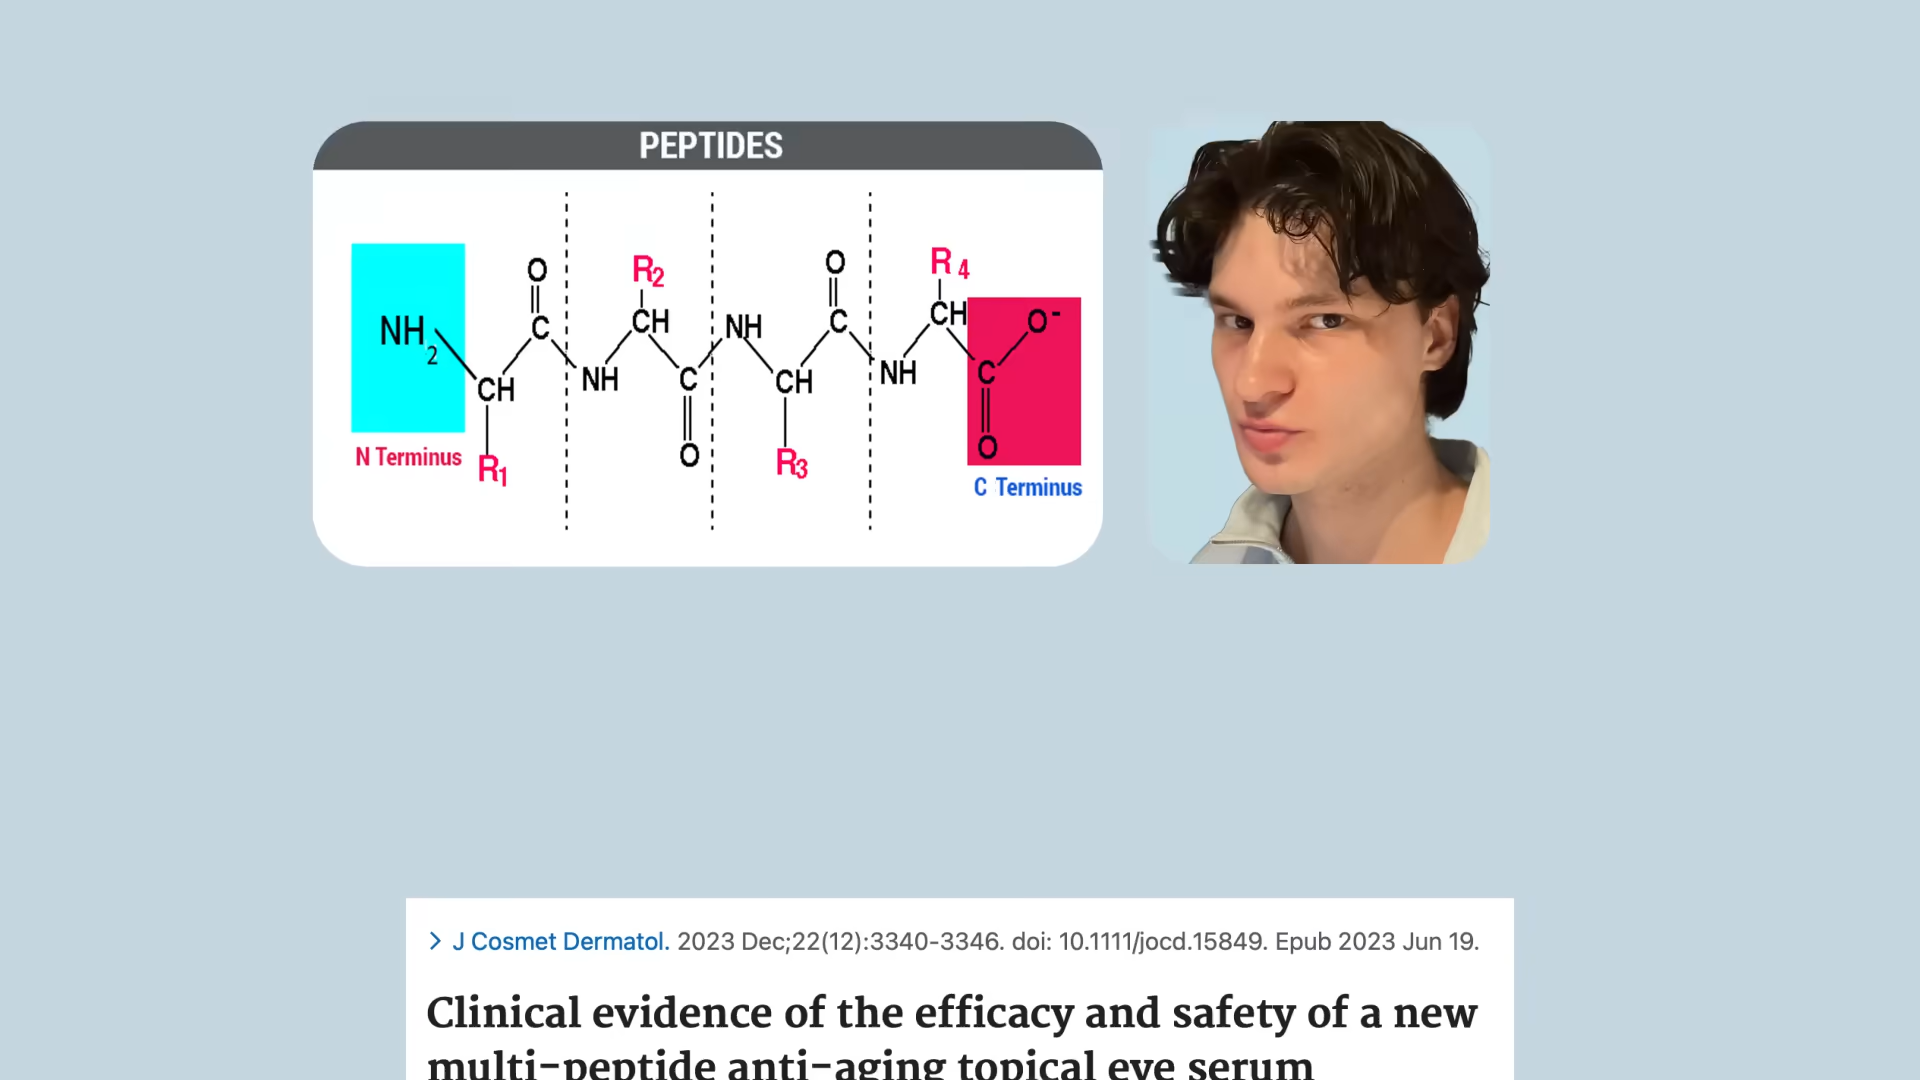 PEPTIDES
O
R2
O
R 4
NH2
C
CH
NH
C
CH
O-
CH
NH
C
CH
NH
C
N Terminus
R1
O
R3
O
C Terminus
> J Cosmet Dermatol. 2023 Dec;22(12):3340-3346. doi: 10.1111/jocd.15849. Epub 2023 Jun 19.
Clinical evidence of the efficacy and safety of a new
multi-peptide anti-aging topical eye serum